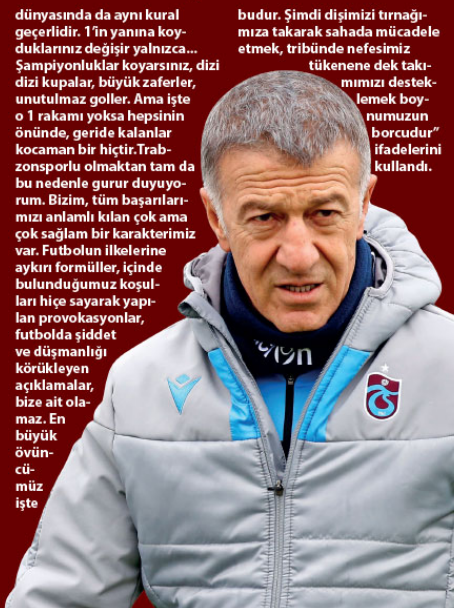 dünyasında da aynı kural
geçerlidir. 1'in yanına koy-
duklarınız değişir yalnızca...
Şampiyonluklar koyarsınız, dizi
dizi kupalar, büyük zaferler,
unutulmaz goller. Ama işte
o 1 rakamı yoksa hepsinin
önünde, geride kalanlar
kocaman bir hiçtir.Trab-
zonsporlu olmaktan tam da
bu nedenle gurur duyuyo-
rum. Bizim, tüm başarıları-
mızı anlamlı kılan çok ama
çok sağlam bir karakterimiz
var. Futbolun ilkelerine
aykırı formüller, içinde
bulunduğumuz koşul-
ları hiçe sayarak yapı-
lan provokasyonlar,
futbolda şiddet
ve düşmanlığı
körükleyen
açıklamalar,
bize ait ola-
maz. En
büyük
övün-
cü-
müz
işte
budur. Şimdi dişimizi tırnağı-
mıza takarak sahada mücadele
etmek, tribünde nefesimiz
tükenene dek takı-
mımızı destek-
lemek boy-
numuzun
borcudur”
ifadelerini
kullandı.